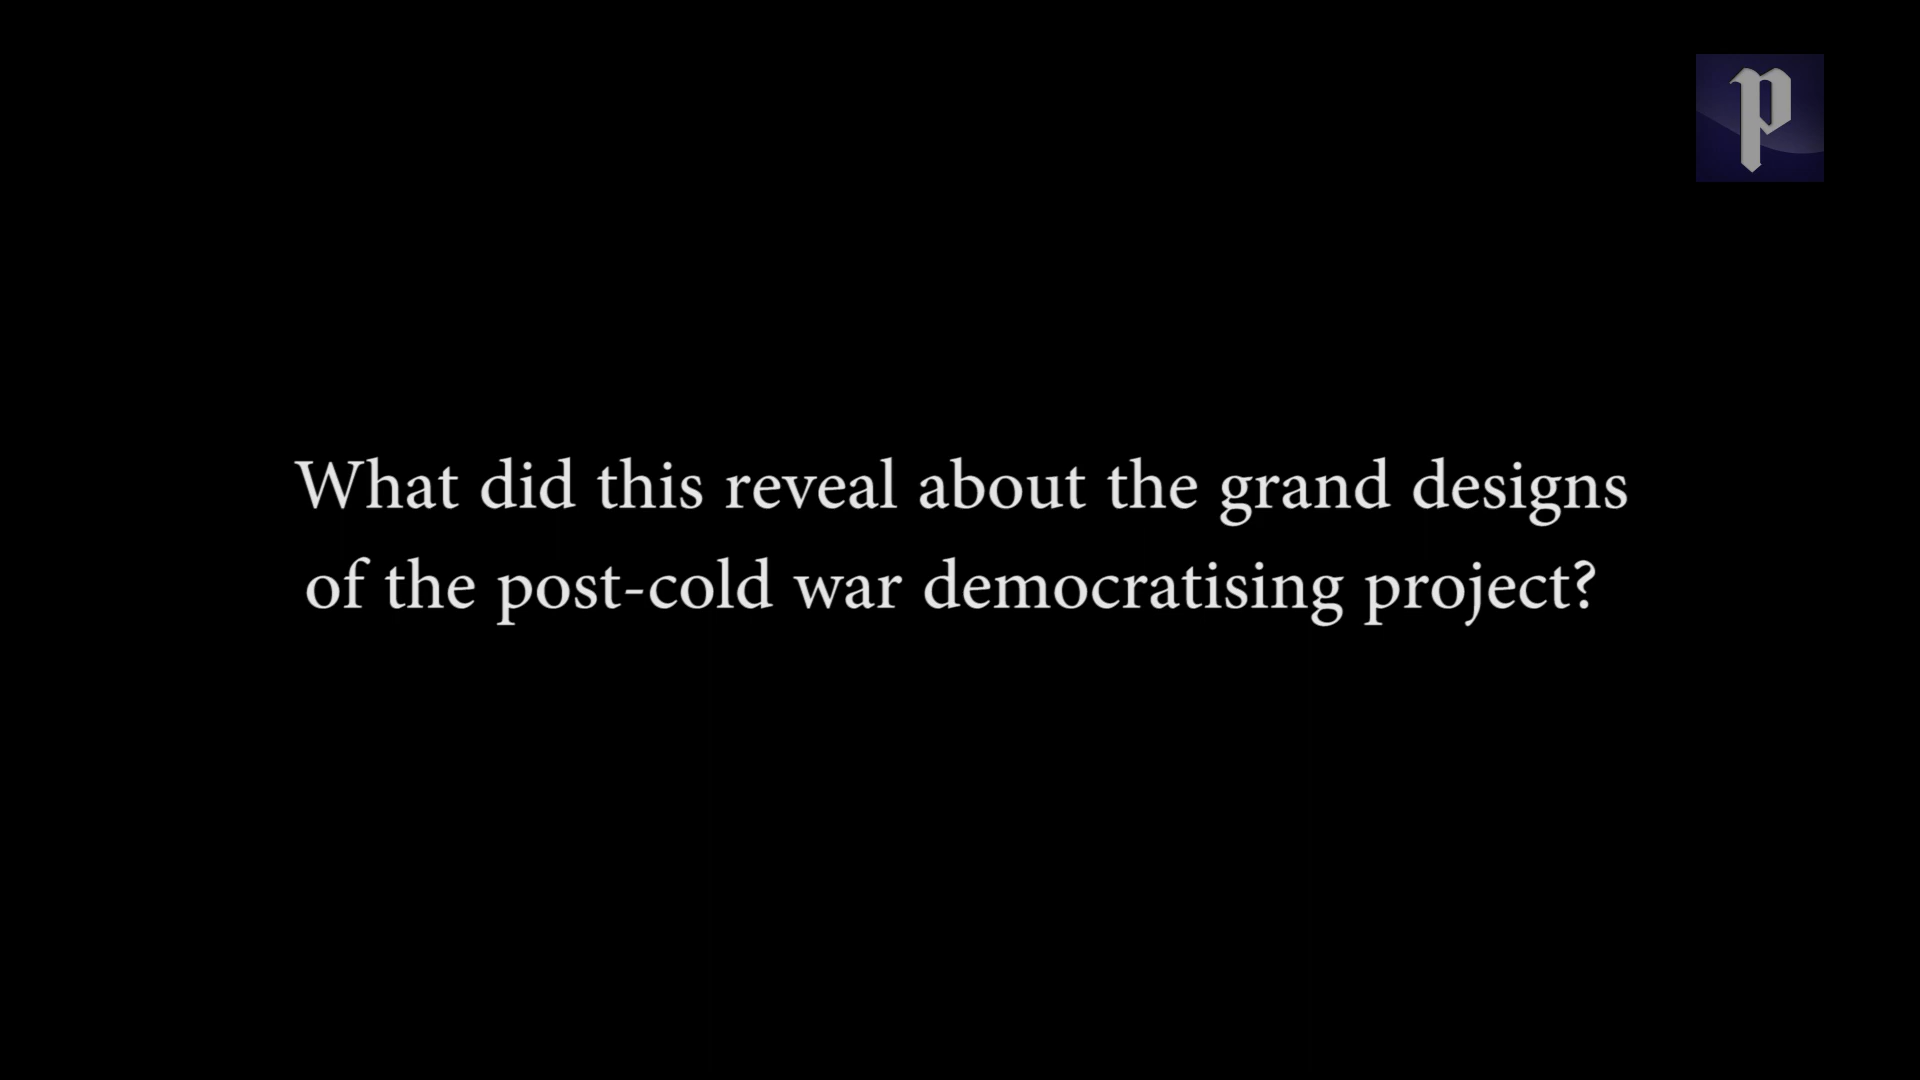 p
What did this reveal about the grand designs
of the post-cold war democratising project?